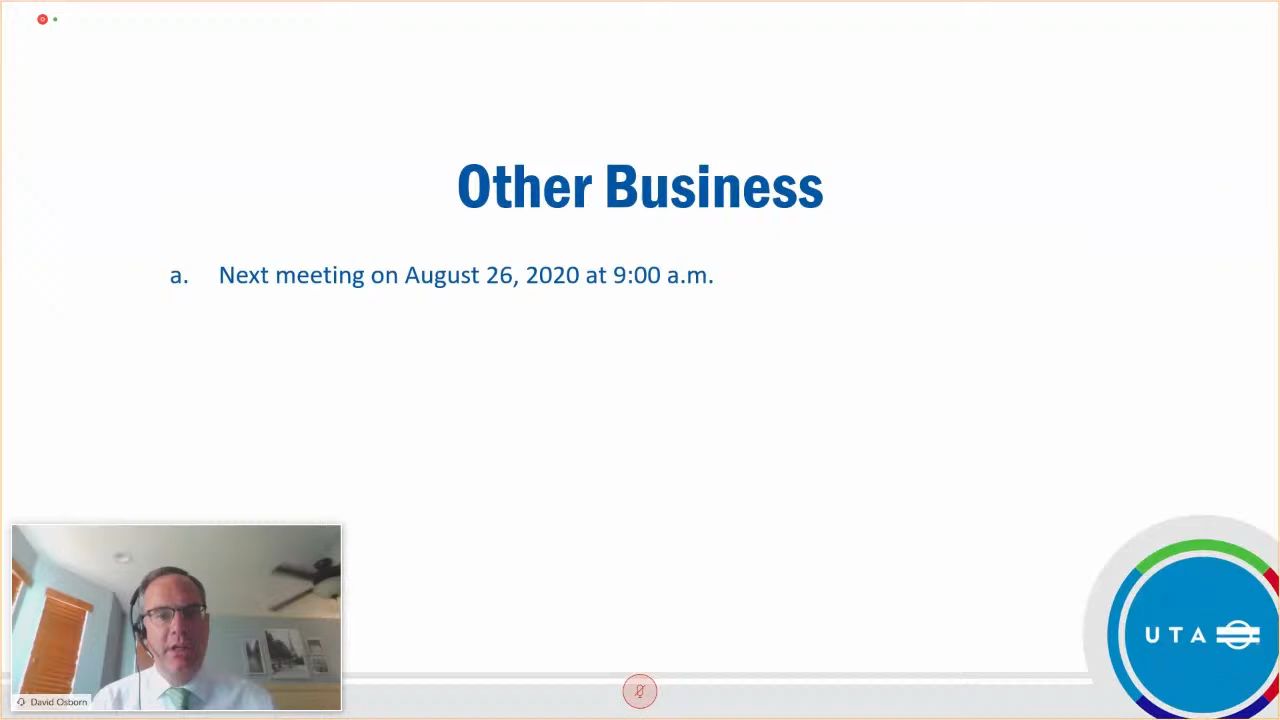 Other Business
a. Next meeting on August 26, 2020 at 9:00 a.m.
David Osborn
UTA